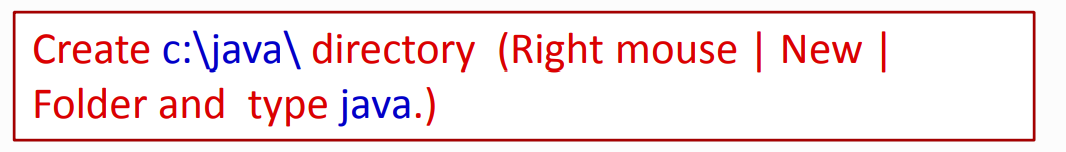 Create c:\java\ directory (Right mouse | New |
Folder and type java.)